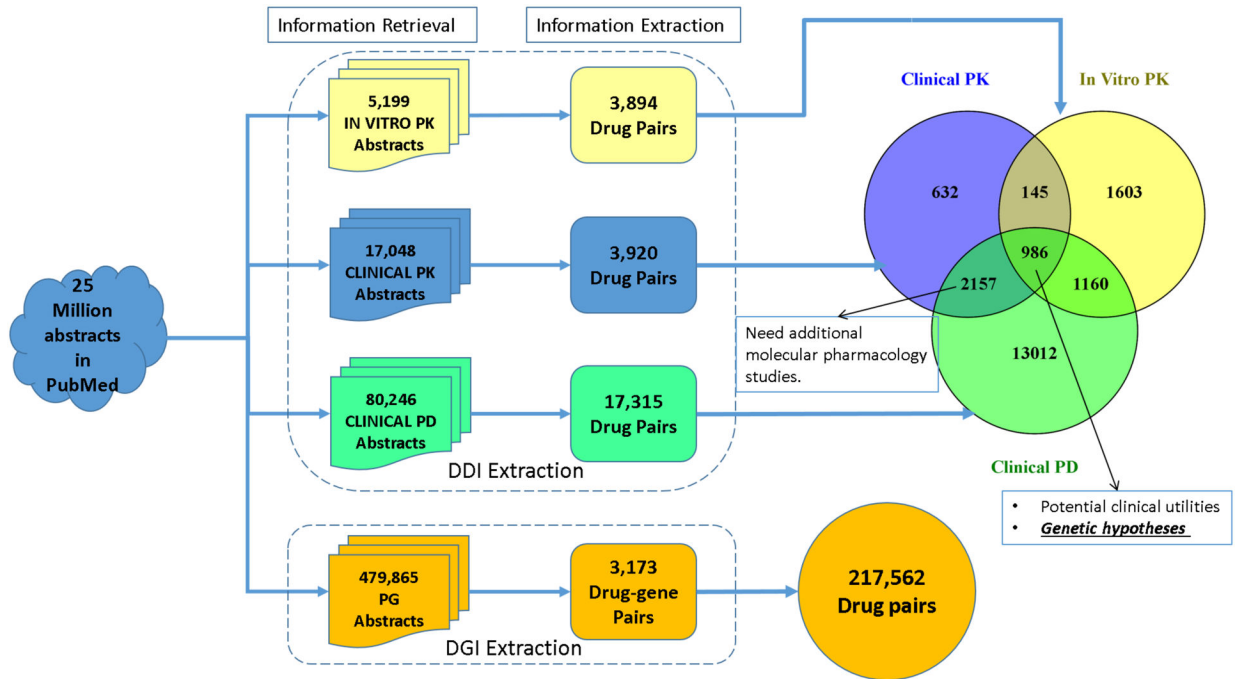 Information Retrieval
Information Extraction
5,199
IN VITRO PK
Abstracts
3,894
Drug Pairs
17,048
CLINICAL PK
Abstracts
3,920
Drug Pairs
25
Million
abstracts
in
PubMed
80,246
CLINICAL PD
Abstracts
17,315
Drug Pairs
DDI Extraction
479,865
PG
Abstracts
3,173
Drug-gene
Pairs
DGI Extraction
217,562
Drug pairs
Clinical PK
In Vitro PK
632
145
1603
986
2157
1160
13012
Need additional
molecular pharmacology
studies.
Clinical PD
• Potential clinical utilities
• Genetic hypotheses